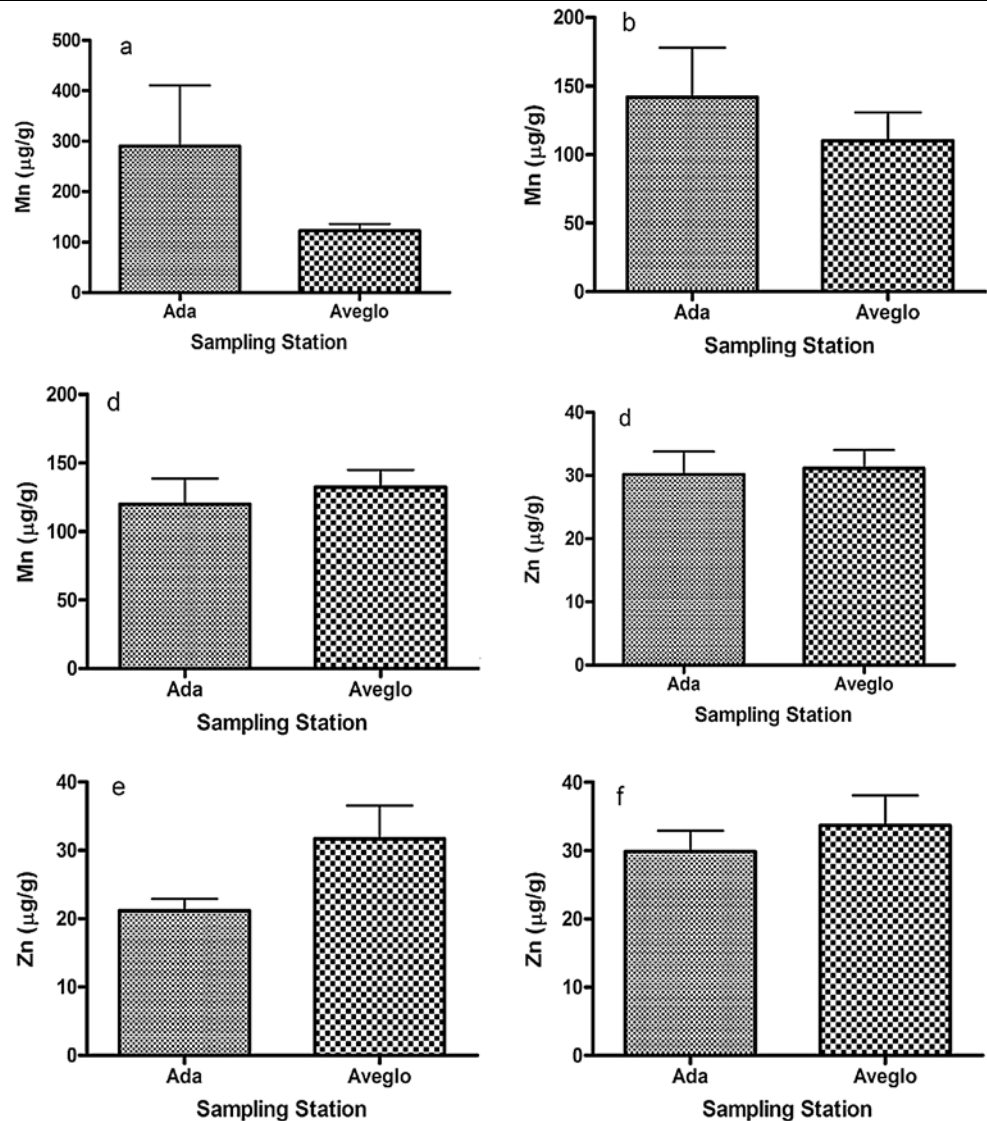 a
Mn (µg/g)
500
400
300
200
100
0
Ada Aveglo
Sampling Station
b
Mn (µg/g)
200
150
100
50
0
Ada Aveglo
Sampling Station
d
Mn (µg/g)
200
150
100
50
0
Ada Aveglo
Sampling Station
d
Zn (µg/g)
40
30
20
10
0
Ada Aveglo
Sampling Station
e
Zn (µg/g)
40
30
20
10
0
Ada Aveglo
Sampling Station
f
Zn (µg/g)
40
30
20
10
0
Ada Aveglo
Sampling Station